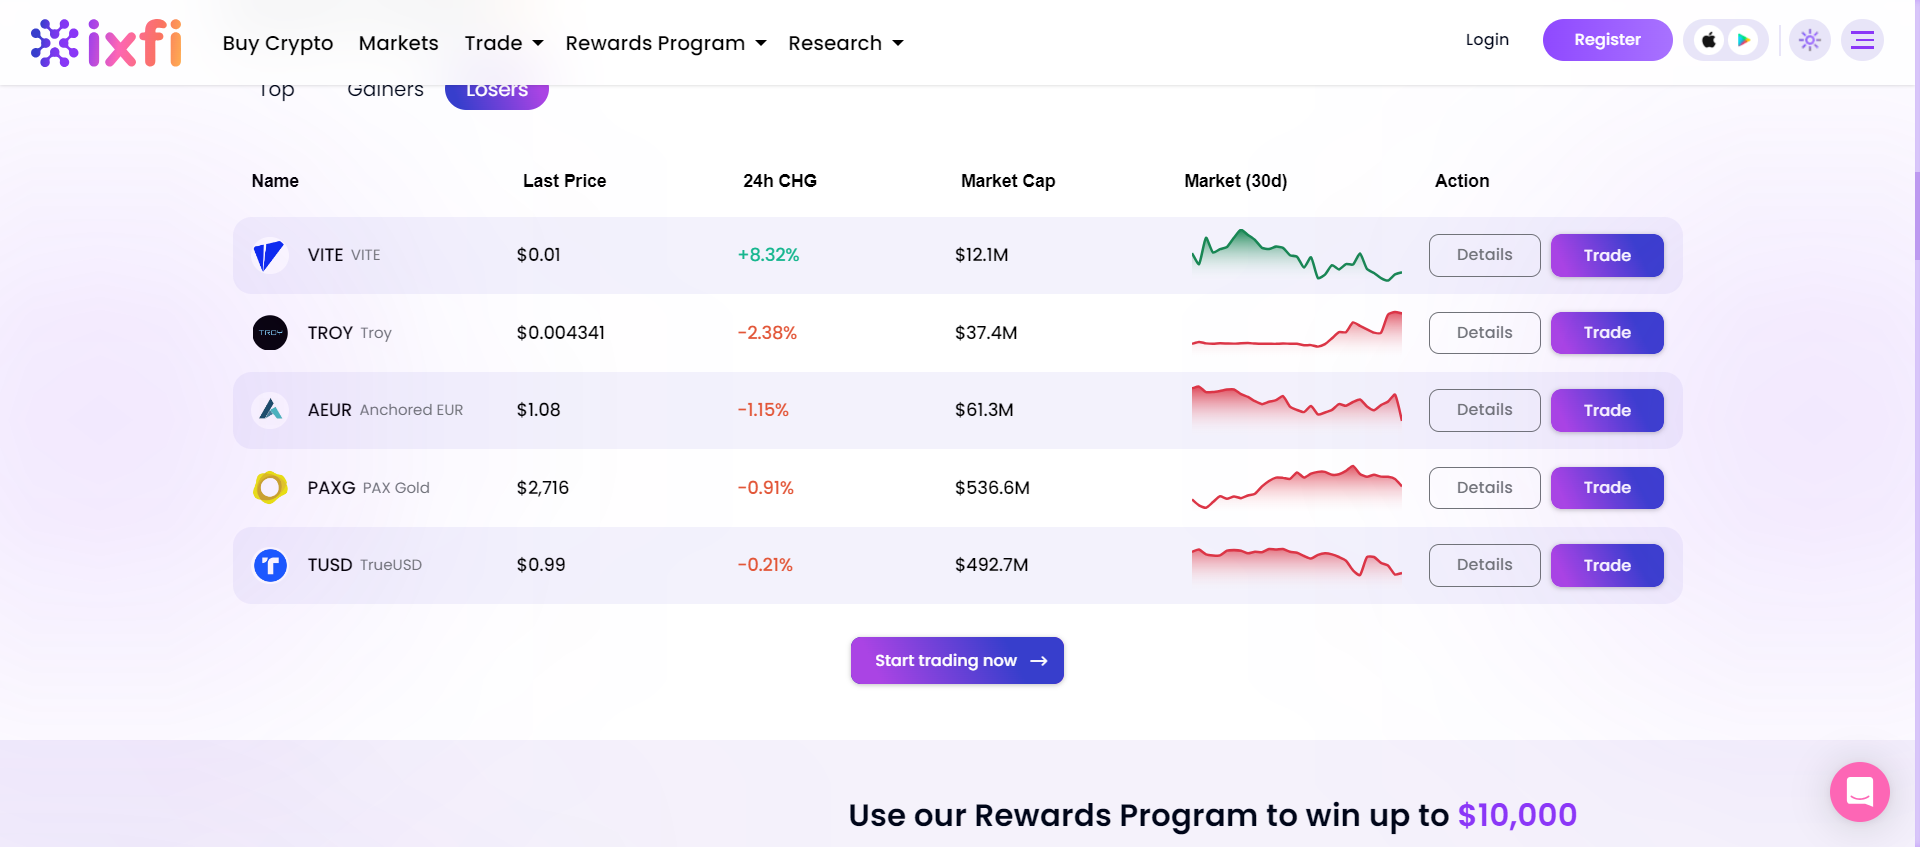 ixfi Buy Crypto Markets Trade Rewards Program Research Login Register
Top Gainers Losers
Name Last Price 24h CHG Market Cap Market (30d) Action
VITE VITE $0.01 +8.32% $12.1M Details Trade
TROY TROY Troy $0.004341 -2.38% $37.4M Details Trade
AEUR Anchored EUR $1.08 -1.15% $61.3M Details Trade
PAXG PAX Gold $2,716 -0.91% $536.6M Details Trade
TUSD TrueUSD $0.99 -0.21% $492.7M Details Trade
Start trading now →
Use our Rewards Program to win up to $10,000